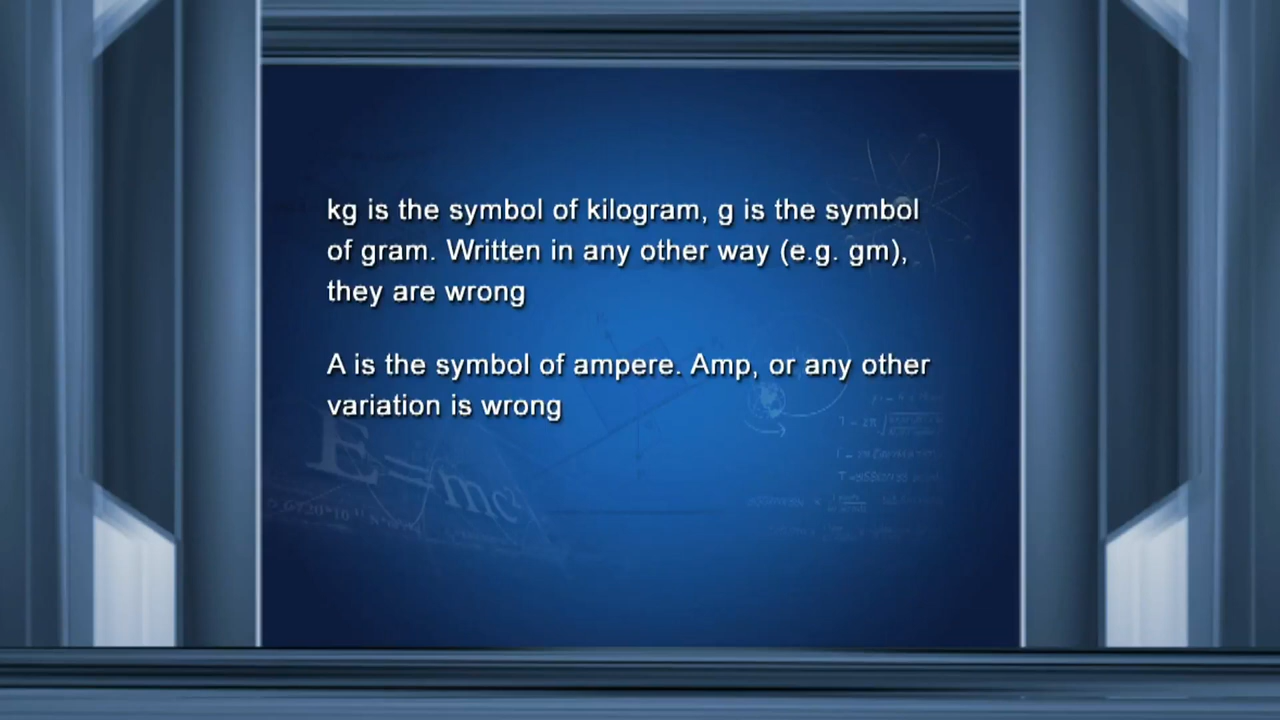 kg is the symbol of kilogram, g is the symbol
of gram. Written in any other way (e.g. gm),
they are wrong
A is the symbol of ampere. Amp, or any other
variation is wrong
E=mc²